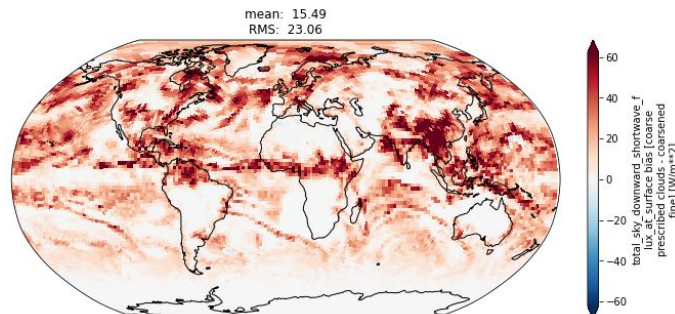 mean: 15.49
RMS: 23.06
60
40
20
0
−20
−40
−60
total_sky_downward_shortwave_f
lux_at_surface bias [coarse
prescribed clouds - coarsened
fine] [W/m**2]